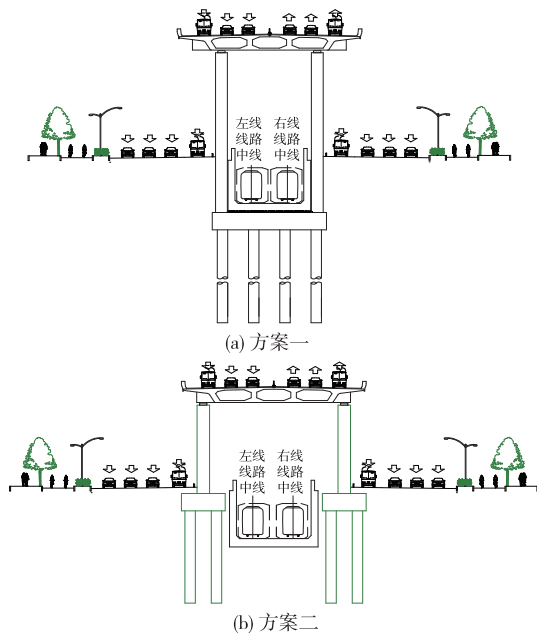 左线 右线
线路 线路
中线 中线
(a) 方案一
左线 右线
线路 线路
中线 中线
(b) 方案二